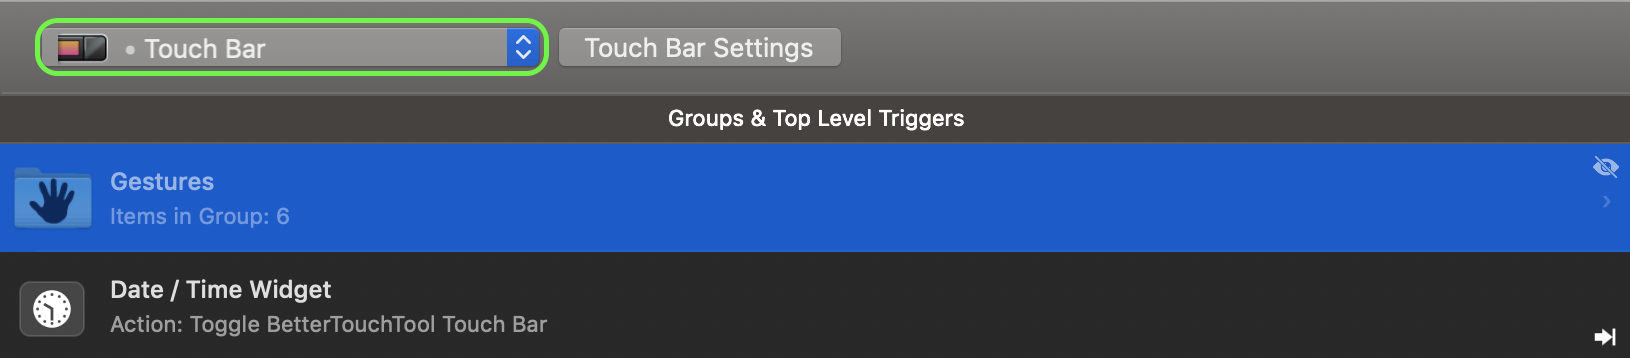 • Touch Bar
Touch Bar Settings
Groups & Top Level Triggers
Gestures
Items in Group: 6
Date / Time Widget
Action: Toggle BetterTouchTool Touch Bar